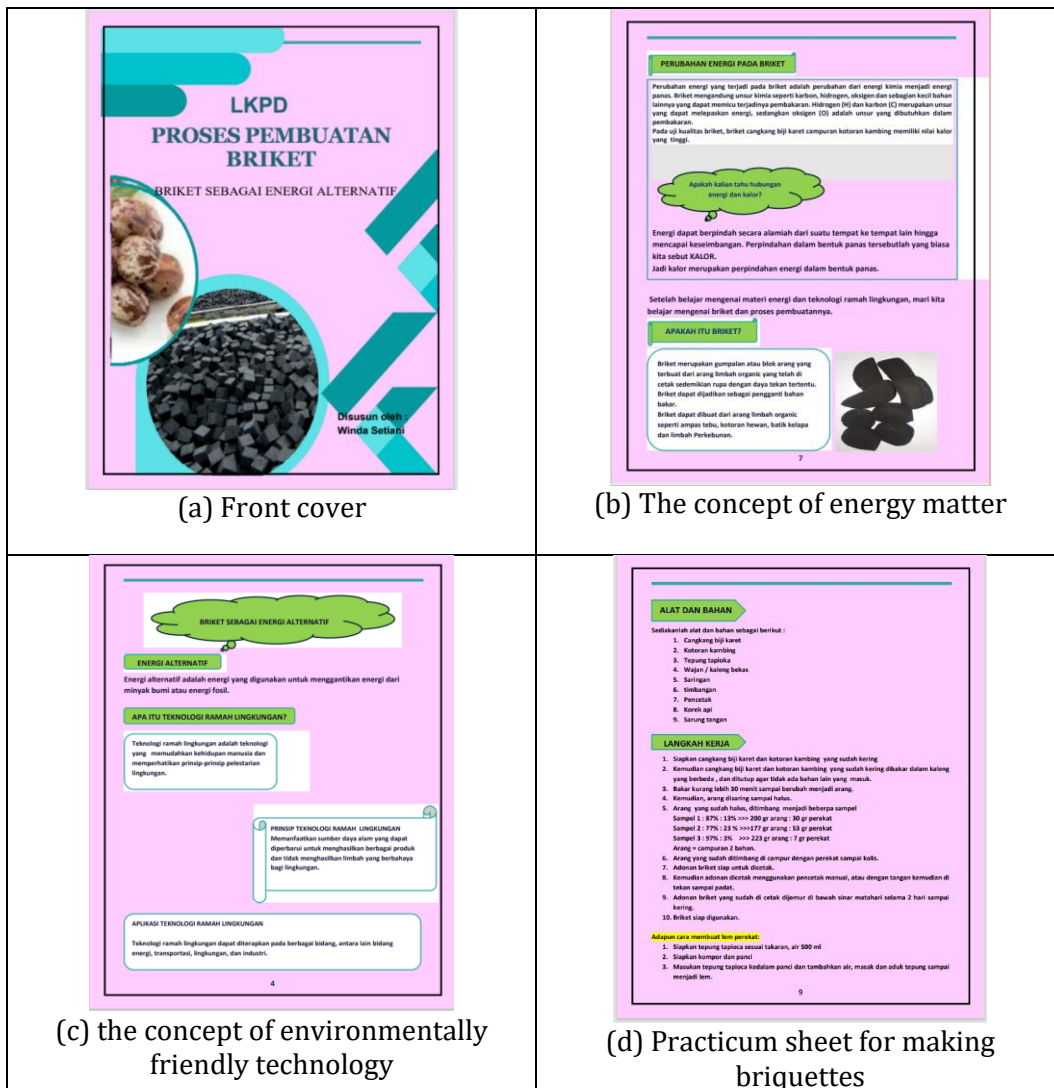 LKPD
PROSES PEMBUATAN
BRIKET
BRIKET SEBAGAI ENERGI ALTERNATIF
Disusun oleh :
Winda Setiani
(a) Front cover
PERUBAHAN ENERGI PADA BRIKET
Perubahan energi yang terjadi pada briket adalah perubahan dari energi kimia menjadi energi
panas. Briket mengandung unsur kimia seperti karbon, hidrogen, oksigen dan sebagian kecil bahan
lainnya yang dapat memicu terjadinya pembakaran. Hidrogen (H) dan karbon (C) merupakan unsur
yang dapat melepaskan energi, sedangkan oksigen (O) adalah unsur yang dibutuhkan dalam
pembakaran.
Pada uji kualitas briket, briket cangkang biji karet campuran kotoran kambing memiliki nilai kalor
yang tinggi.
Apakah kalian tahu hubungan
energi dan kalor?
Energi dapat berpindah secara alamiah dari suatu tempat ke tempat lain hingga
mencapai keseimbangan. Perpindahan dalam bentuk panas tersebutlah yang biasa
kita sebut KALOR.
Jadi kalor merupakan perpindahan energi dalam bentuk panas.
Setelah belajar mengenai materi energi dan teknologi ramah lingkungan, mari kita
belajar mengenai briket dan proses pembuatannya.
APAKAH ITU BRIKET?
Briket merupakan gumpalan atau blok arang yang
terbuat dari arang limbah organic yang telah di
cetak sedemikian rupa dengan daya tekan tertentu.
Briket dapat dijadikan sebagai pengganti bahan
bakar.
Briket dapat dibuat dari arang limbah organic
seperti ampas tebu, kotoran hewan, batik kelapa
dan limbah Perkebunan.
7
(b) The concept of energy matter
BRIKET SEBAGAI ENERGI ALTERNATIF
ENERGI ALTERNATIF
Energi alternatif adalah energi yang digunakan untuk menggantikan energi dari
minyak bumi atau energi fosil.
APA ITU TEKNOLOGI RAMAH LINGKUNGAN?
Teknologi ramah lingkungan adalah teknologi
yang memudahkan kehidupan manusia dan
memperhatikan prinsip-prinsip pelestarian
lingkungan.
PRINSIP TEKNOLOGI RAMAH LINGKUNGAN
Memanfaatkan sumber daya alam yang dapat
diperbarui untuk menghasilkan berbagai produk
dan tidak menghasilkan limbah yang berbahaya
bagi lingkungan.
APLIKASI TEKNOLOGI RAMAH LINGKUNGAN
Teknologi ramah lingkungan dapat diterapkan pada berbagai bidang, antara lain bidang
energi, transportasi, lingkungan, dan industri.
4
(c) the concept of environmentally
friendly technology
ALAT DAN BAHAN
Sediakanlah alat dan bahan sebagai berikut :
1. Cangkang biji karet
2. Kotoran kambing
3. Tepung tapioka
4. Wajan / kaleng bekas
5. Saringan
6. timbangan
7. Pencetak
8. Korek api
9. Sarung tangan
LANGKAH KERJA
1. Siapkan cangkang biji karet dan kotoran kambing yang sudah kering
2. Kemudian cangkang biji karet dan kotoran kambing yang sudah kering dibakar dalam kaleng
yang berbeda , dan ditutup agar tidak ada bahan lain yang masuk.
3. Bakar kurang lebih 30 menit sampai berubah menjadi arang.
4. Kemudian, arang disaring sampai halus.
5. Arang yang sudah halus, ditimbang menjadi beberpa sampel
Sampel 1 : 87% : 13% >>> 200 gr arang : 30 gr perekat
Sampel 2 : 77% : 23 % >>>177 gr arang : 53 gr perekat
Sampel 3 : 97% : 3% >>> 223 gr arang : 7 gr perekat
Arang = campuran 2 bahan.
6. Arang yang sudah ditimbang di campur dengan perekat sampai kalis.
7. Adonan briket siap untuk dicetak.
8. Kemudian adonan dicetak menggunakan pencetak manual, atau dengan tangan kemudian di
tekan sampai padat.
9. Adonan briket yang sudah di cetak dijemur di bawah sinar matahari selama 2 hari sampai
kering.
10. Briket siap digunakan.
Adapun cara membuat lem perekat:
1. Siapkan tepung tapioca sesuai takaran, air 500 ml
2. Siapkan kompor dan panci
3. Masukan tepung tapioca kedalam panci dan tambahkan air, masak dan aduk tepung sampai
menjadi lem.
9
(d) Practicum sheet for making
briquettes